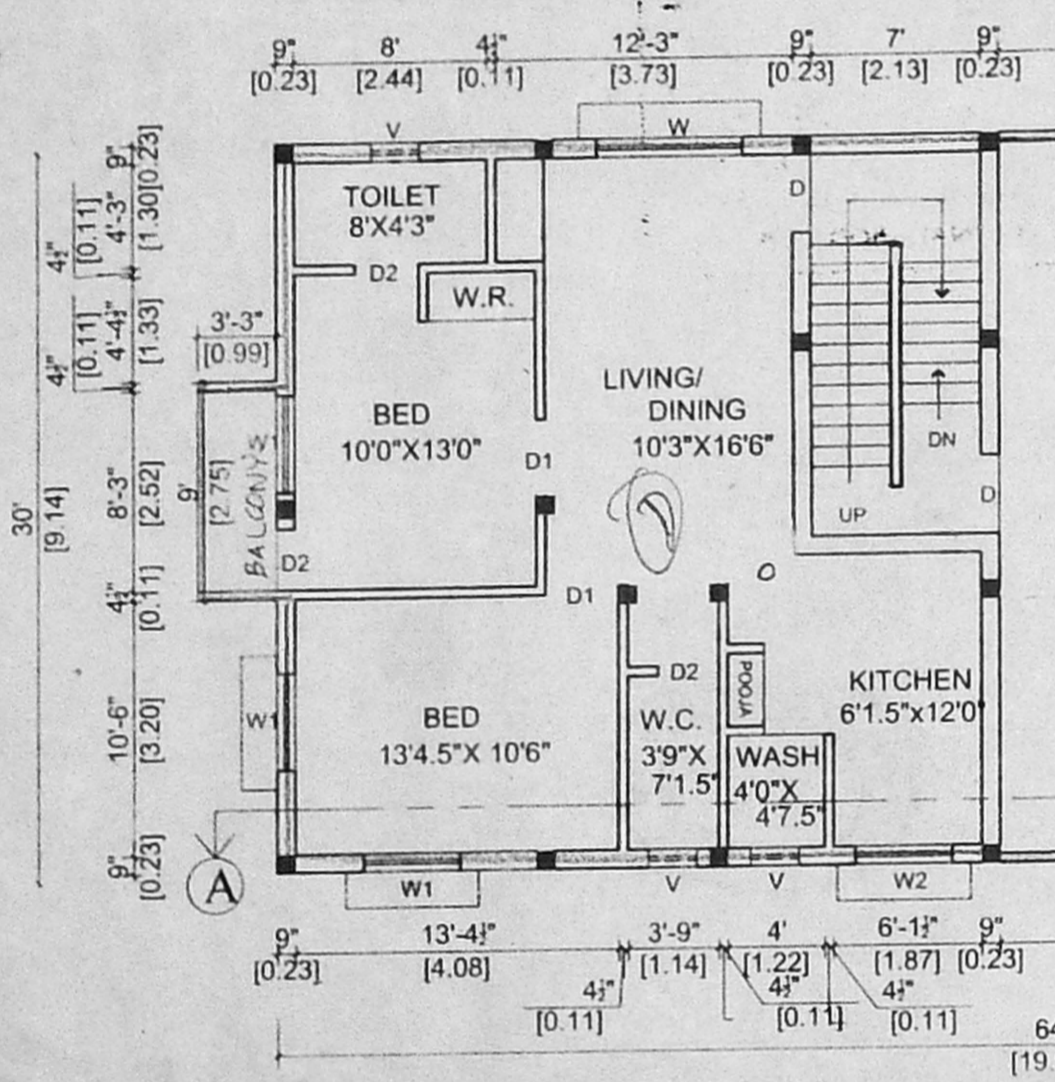 9" 8' 4½" 12'-3" 9" 7' 9"
[0.23] [2.44] [0.11] [3.73] [0.23] [2.13] [0.23]
V
W
D
TOILET
8'X4'3"
D2
W.R.
9"
[0.23]
4'-3"
[1.30]
4½"
[0.11]
4'-4½"
[1.33]
4½"
[0.11]
8'-3"
[2.52]
4½"
[0.11]
10'-6"
[3.20]
9"
[0.23]
30'
[9.14]
3'-3"
[0.99]
9'
[2.75]
BALCONY
BED
10'0"X13'0"
D1
LIVING/
DINING
10'3"X16'6"
UP
DN
D
D2
D1
D2
POOJA
KITCHEN
6'1.5"x12'0"
W1
BED
13'4.5"X 10'6"
W.C.
3'9"X
7'1.5"
WASH
4'0"X
4'7.5"
A
W1
V
V
W2
9" 13'-4½" 3'-9" 4' 6'-1½" 9"
[0.23] [4.08] [1.14] [1.22] [1.87] [0.23]
4½" 4½" 4½"
[0.11] [0.11] [0.11]
64
[19.